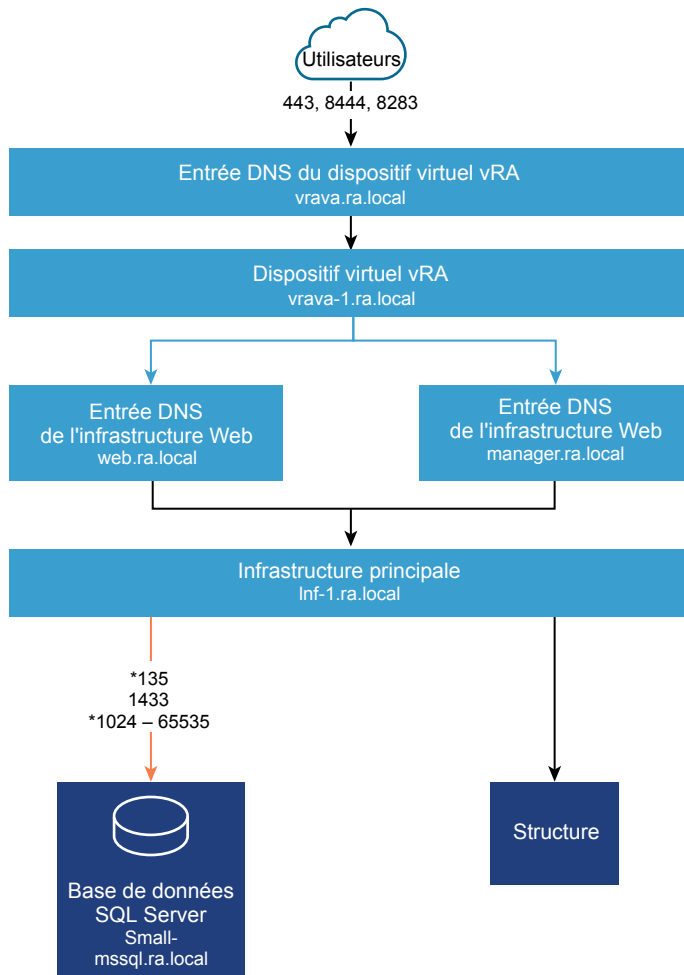 Utilisateurs
443, 8444, 8283
Entrée DNS du dispositif virtuel vRA
vrava.ra.local
Dispositif virtuel vRA
vrava-1.ra.local
Entrée DNS
de l'infrastructure Web
web.ra.local
Entrée DNS
de l'infrastructure Web
manager.ra.local
Infrastructure principale
Inf-1.ra.local
*135
1433
*1024 – 65535
Base de données
SQL Server
Small-
mssql.ra.local
Structure